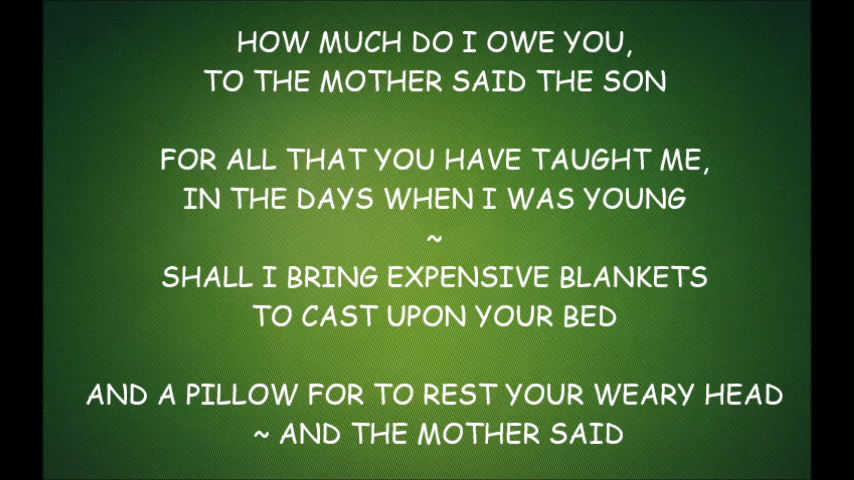 HOW MUCH DO I OWE YOU,
TO THE MOTHER SAID THE SON
FOR ALL THAT YOU HAVE TAUGHT ME,
IN THE DAYS WHEN I WAS YOUNG
~
SHALL I BRING EXPENSIVE BLANKETS
TO CAST UPON YOUR BED
AND A PILLOW FOR TO REST YOUR WEARY HEAD
~ AND THE MOTHER SAID